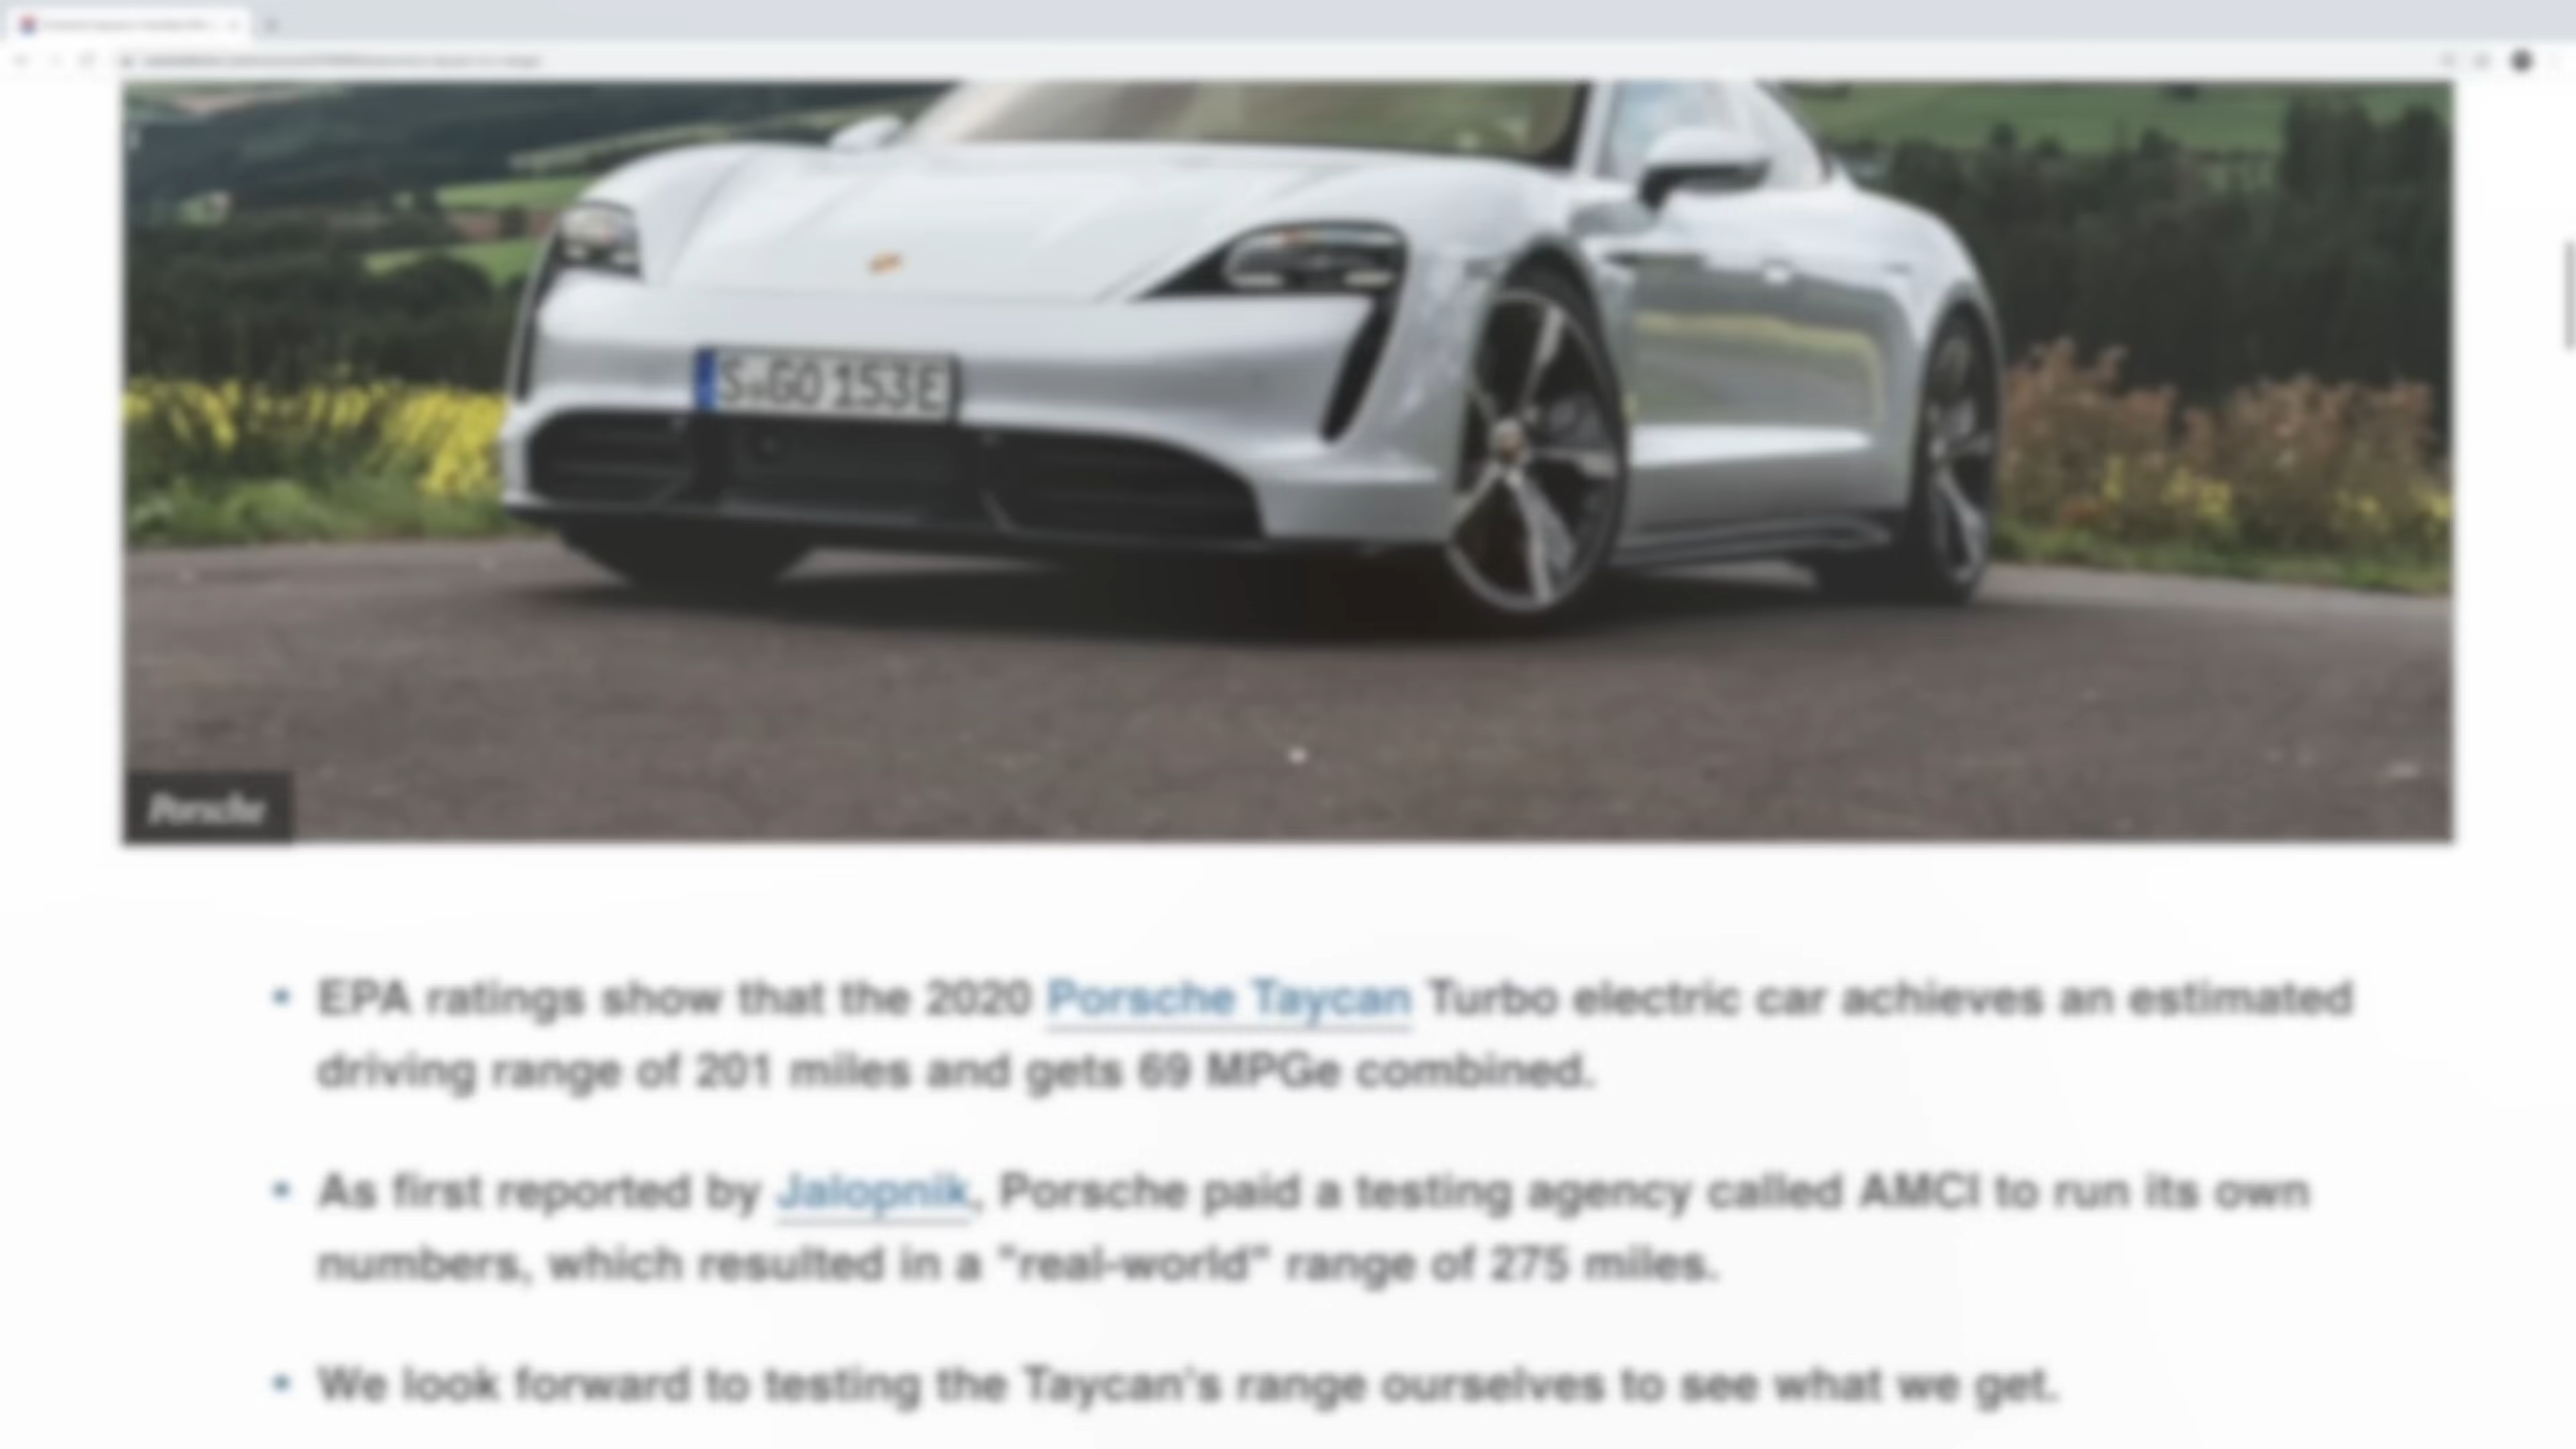 S GO 153E
Porsche
• EPA ratings show that the 2020 Porsche Taycan Turbo electric car achieves an estimated
driving range of 201 miles and gets 69 MPGe combined.
• As first reported by Jalopnik, Porsche paid a testing agency called AMCI to run its own
numbers, which resulted in a "real-world" range of 275 miles.
• We look forward to testing the Taycan's range ourselves to see what we get.